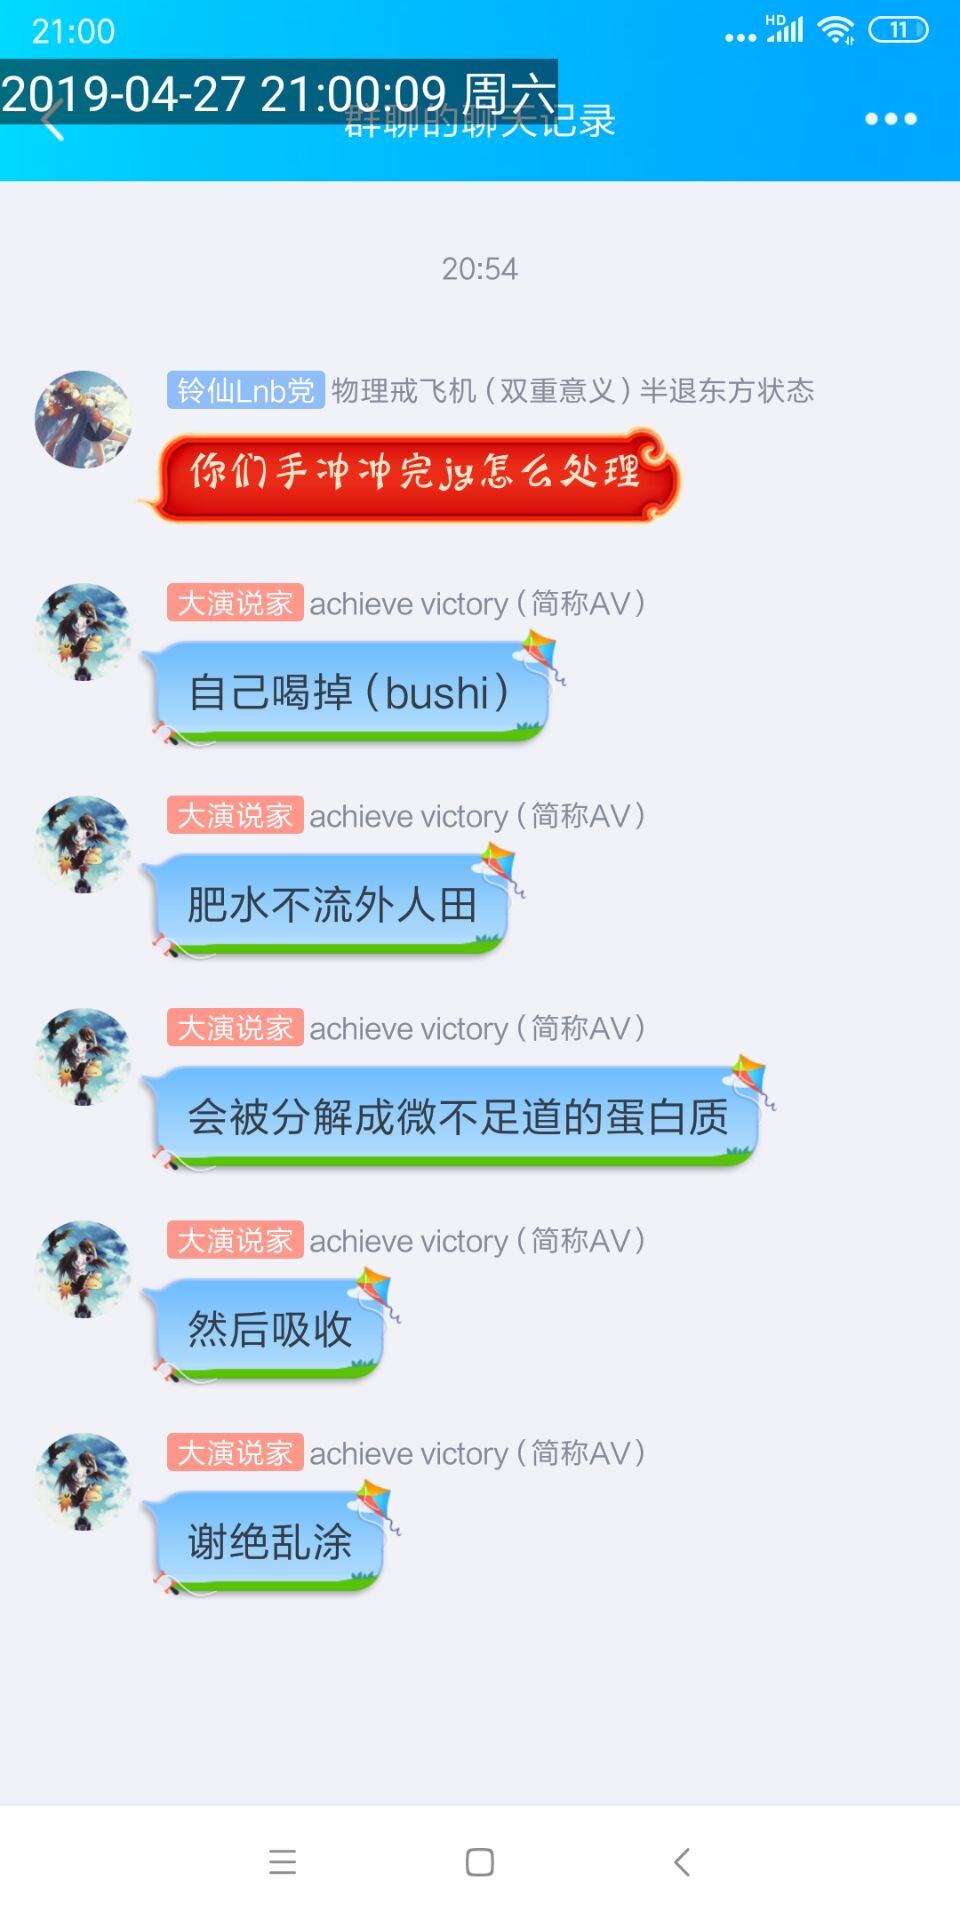 21:00
HD
11
2019-04-27 21:00:09 周六
群聊的聊天记录
20:54
铃仙Lnb党 物理戒飞机（双重意义）半退东方状态
你们手冲冲完jy怎么处理
大演说家 achieve victory（简称AV）
自己喝掉（bushi）
大演说家 achieve victory（简称AV）
肥水不流外人田
大演说家 achieve victory（简称AV）
会被分解成微不足道的蛋白质
大演说家 achieve victory（简称AV）
然后吸收
大演说家 achieve victory（简称AV）
谢绝乱涂